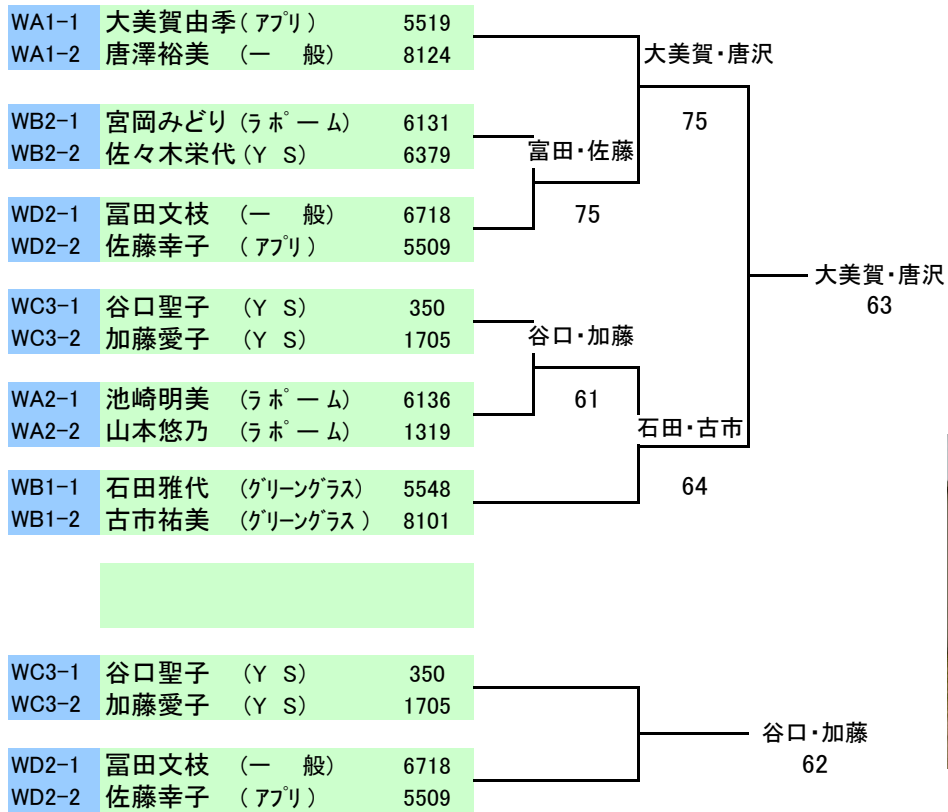 WA1-1 大美賀由季(アプリ) 5519
WA1-2 唐澤裕美 (一 般) 8124
大美賀・唐沢
WB2-1 宮岡みどり(ラポーム) 6131
75
WB2-2 佐々木栄代(Y S) 6379
富田・佐藤
WD2-1 冨田文枝 (一 般) 6718
75
WD2-2 佐藤幸子 (アプリ) 5509
大美賀・唐沢
WC3-1 谷口聖子 (Y S) 350
63
WC3-2 加藤愛子 (Y S) 1705
谷口・加藤
WA2-1 池崎明美 (ラポーム) 6136
61
WA2-2 山本悠乃 (ラポーム) 1319
石田・古市
WB1-1 石田雅代 (グリーングラス) 5548
64
WB1-2 古市祐美 (グリーングラス) 8101
WC3-1 谷口聖子 (Y S) 350
WC3-2 加藤愛子 (Y S) 1705
谷口・加藤
WD2-1 冨田文枝 (一 般) 6718
62
WD2-2 佐藤幸子 (アプリ) 5509